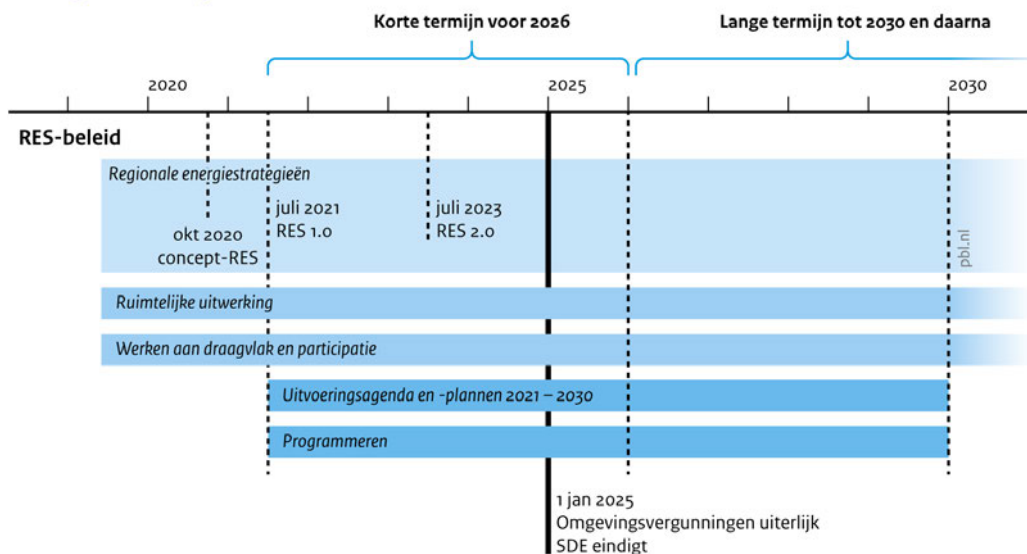 Korte termijn voor 2026
Lange termijn tot 2030 en daarna
2020
2025
2030
RES-beleid
Regionale energiestrategieën
okt 2020
concept-RES
juli 2021
RES 1.0
juli 2023
RES 2.0
pbl.nl
Ruimtelijke uitwerking
Werken aan draagvlak en participatie
Uitvoeringsagenda en -plannen 2021 – 2030
Programmeren
1 jan 2025
Omgevingsvergunningen uiterlijk
SDE eindigt